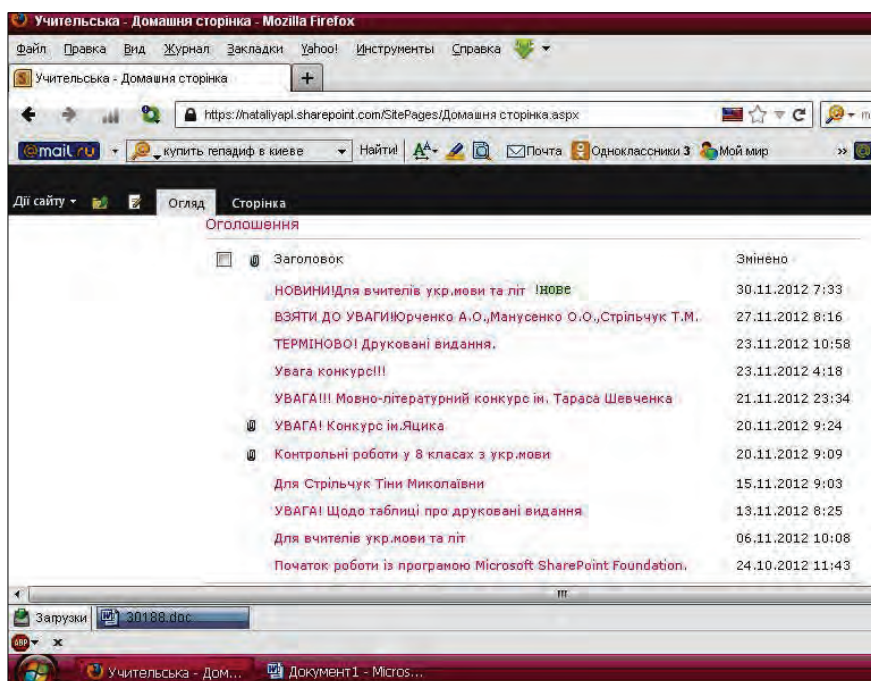 Учительська - Домашня сторінка - Mozilla Firefox
Файл Правка Вид Журнал Закладки Yahoo! Инструменты Справка
Учительська - Домашня сторінка +
https://nataliyapl.sharepoint.com/SitePages/Домашня сторінка.aspx
@mail.ru купить гепадиф в киеве Найти! Почта Одноклассники 3 Мой мир »
Дії сайту Огляд Сторінка
Оголошення
Заголовок Змінено
НОВИНИ!Для вчителів укр.мови та літ !нове 30.11.2012 7:33
ВЗЯТИ ДО УВАГИ!Юрченко А.О.,Манусенко О.О.,Стрільчук Т.М. 27.11.2012 8:16
ТЕРМІНОВО! Друковані видання. 23.11.2012 10:58
Увага конкурс!!! 23.11.2012 4:18
УВАГА!!! Мовно-літературний конкурс ім. Тараса Шевченка 21.11.2012 23:34
УВАГА! Конкурс ім.Яцика 20.11.2012 9:24
Контрольні роботи у 8 класах з укр.мови 20.11.2012 9:09
Для Стрільчук Тіни Миколаївни 15.11.2012 9:03
УВАГА! Щодо таблиці про друковані видання 13.11.2012 8:25
Для вчителів укр.мови та літ 06.11.2012 10:08
Початок роботи із програмою Microsoft SharePoint Foundation. 24.10.2012 11:43
Загрузки 30188.doc
ABP x
Учительська - Дом... Документ1 - Micros...